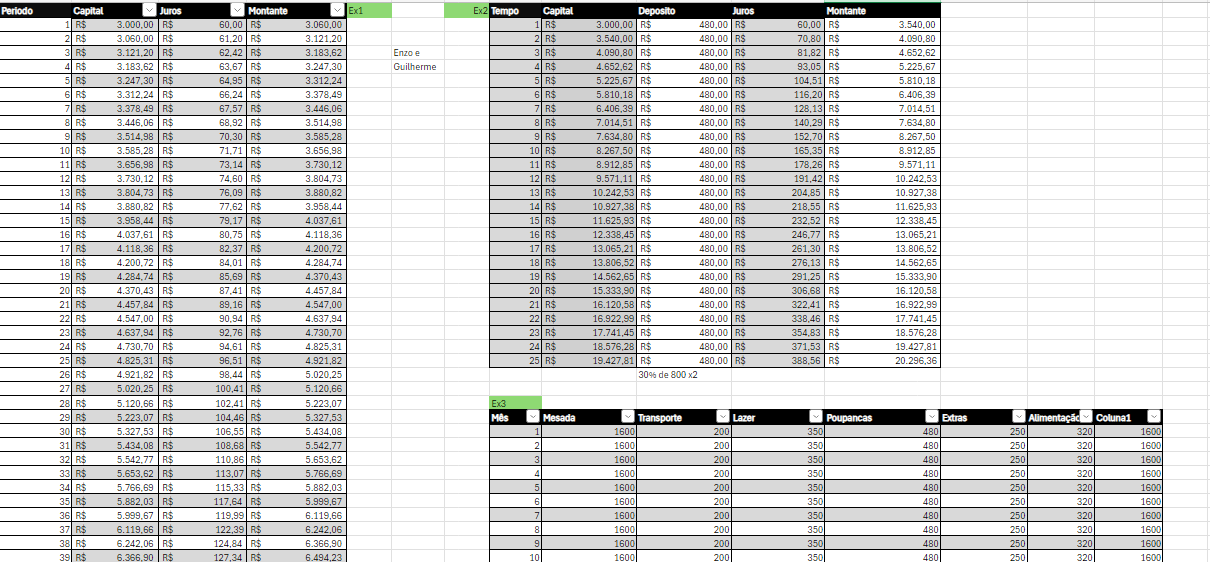 Periodo Capital Juros Montante Ex1 Ex2 Tempo Capital Deposito Juros Montante
1 R$ 3.000,00 R$ 60,00 R$ 3.060,00 1 R$ 3.000,00 R$ 480,00 R$ 60,00 R$ 3.540,00
2 R$ 3.060,00 R$ 61,20 R$ 3.121,20 2 R$ 3.540,00 R$ 480,00 R$ 70,80 R$ 4.090,80
3 R$ 3.121,20 R$ 62,42 R$ 3.183,62 Enzo e 3 R$ 4.090,80 R$ 480,00 R$ 81,82 R$ 4.652,62
4 R$ 3.183,62 R$ 63,67 R$ 3.247,30 Guilherme 4 R$ 4.652,62 R$ 480,00 R$ 93,05 R$ 5.225,67
5 R$ 3.247,30 R$ 64,95 R$ 3.312,24 5 R$ 5.225,67 R$ 480,00 R$ 104,51 R$ 5.810,18
6 R$ 3.312,24 R$ 66,24 R$ 3.378,49 6 R$ 5.810,18 R$ 480,00 R$ 116,20 R$ 6.406,39
7 R$ 3.378,49 R$ 67,57 R$ 3.446,06 7 R$ 6.406,39 R$ 480,00 R$ 128,13 R$ 7.014,51
8 R$ 3.446,06 R$ 68,92 R$ 3.514,98 8 R$ 7.014,51 R$ 480,00 R$ 140,29 R$ 7.634,80
9 R$ 3.514,98 R$ 70,30 R$ 3.585,28 9 R$ 7.634,80 R$ 480,00 R$ 152,70 R$ 8.267,50
10 R$ 3.585,28 R$ 71,71 R$ 3.656,98 10 R$ 8.267,50 R$ 480,00 R$ 165,35 R$ 8.912,85
11 R$ 3.656,98 R$ 73,14 R$ 3.730,12 11 R$ 8.912,85 R$ 480,00 R$ 178,26 R$ 9.571,11
12 R$ 3.730,12 R$ 74,60 R$ 3.804,73 12 R$ 9.571,11 R$ 480,00 R$ 191,42 R$ 10.242,53
13 R$ 3.804,73 R$ 76,09 R$ 3.880,82 13 R$ 10.242,53 R$ 480,00 R$ 204,85 R$ 10.927,38
14 R$ 3.880,82 R$ 77,62 R$ 3.958,44 14 R$ 10.927,38 R$ 480,00 R$ 218,55 R$ 11.625,93
15 R$ 3.958,44 R$ 79,17 R$ 4.037,61 15 R$ 11.625,93 R$ 480,00 R$ 232,52 R$ 12.338,45
16 R$ 4.037,61 R$ 80,75 R$ 4.118,36 16 R$ 12.338,45 R$ 480,00 R$ 246,77 R$ 13.065,21
17 R$ 4.118,36 R$ 82,37 R$ 4.200,72 17 R$ 13.065,21 R$ 480,00 R$ 261,30 R$ 13.806,52
18 R$ 4.200,72 R$ 84,01 R$ 4.284,74 18 R$ 13.806,52 R$ 480,00 R$ 276,13 R$ 14.562,65
19 R$ 4.284,74 R$ 85,69 R$ 4.370,43 19 R$ 14.562,65 R$ 480,00 R$ 291,25 R$ 15.333,90
20 R$ 4.370,43 R$ 87,41 R$ 4.457,84 20 R$ 15.333,90 R$ 480,00 R$ 306,68 R$ 16.120,58
21 R$ 4.457,84 R$ 89,16 R$ 4.547,00 21 R$ 16.120,58 R$ 480,00 R$ 322,41 R$ 16.922,99
22 R$ 4.547,00 R$ 90,94 R$ 4.637,94 22 R$ 16.922,99 R$ 480,00 R$ 338,46 R$ 17.741,45
23 R$ 4.637,94 R$ 92,76 R$ 4.730,70 23 R$ 17.741,45 R$ 480,00 R$ 354,83 R$ 18.576,28
24 R$ 4.730,70 R$ 94,61 R$ 4.825,31 24 R$ 18.576,28 R$ 480,00 R$ 371,53 R$ 19.427,81
25 R$ 4.825,31 R$ 96,51 R$ 4.921,82 25 R$ 19.427,81 R$ 480,00 R$ 388,56 R$ 20.296,36
26 R$ 4.921,82 R$ 98,44 R$ 5.020,25 30% de 800 x2
27 R$ 5.020,25 R$ 100,41 R$ 5.120,66
28 R$ 5.120,66 R$ 102,41 R$ 5.223,07 Ex3
29 R$ 5.223,07 R$ 104,46 R$ 5.327,53 Mês Mesada Transporte Lazer Poupancas Extras Alimentação Coluna1
30 R$ 5.327,53 R$ 106,55 R$ 5.434,08 1 1600 200 350 480 250 320 1600
31 R$ 5.434,08 R$ 108,68 R$ 5.542,77 2 1600 200 350 480 250 320 1600
32 R$ 5.542,77 R$ 110,86 R$ 5.653,62 3 1600 200 350 480 250 320 1600
33 R$ 5.653,62 R$ 113,07 R$ 5.766,69 4 1600 200 350 480 250 320 1600
34 R$ 5.766,69 R$ 115,33 R$ 5.882,03 5 1600 200 350 480 250 320 1600
35 R$ 5.882,03 R$ 117,64 R$ 5.999,67 6 1600 200 350 480 250 320 1600
36 R$ 5.999,67 R$ 119,99 R$ 6.119,66 7 1600 200 350 480 250 320 1600
37 R$ 6.119,66 R$ 122,39 R$ 6.242,06 8 1600 200 350 480 250 320 1600
38 R$ 6.242,06 R$ 124,84 R$ 6.366,90 9 1600 200 350 480 250 320 1600
39 R$ 6.366,90 R$ 127,34 R$ 6.494,23 10 1600 200 350 480 250 320 1600